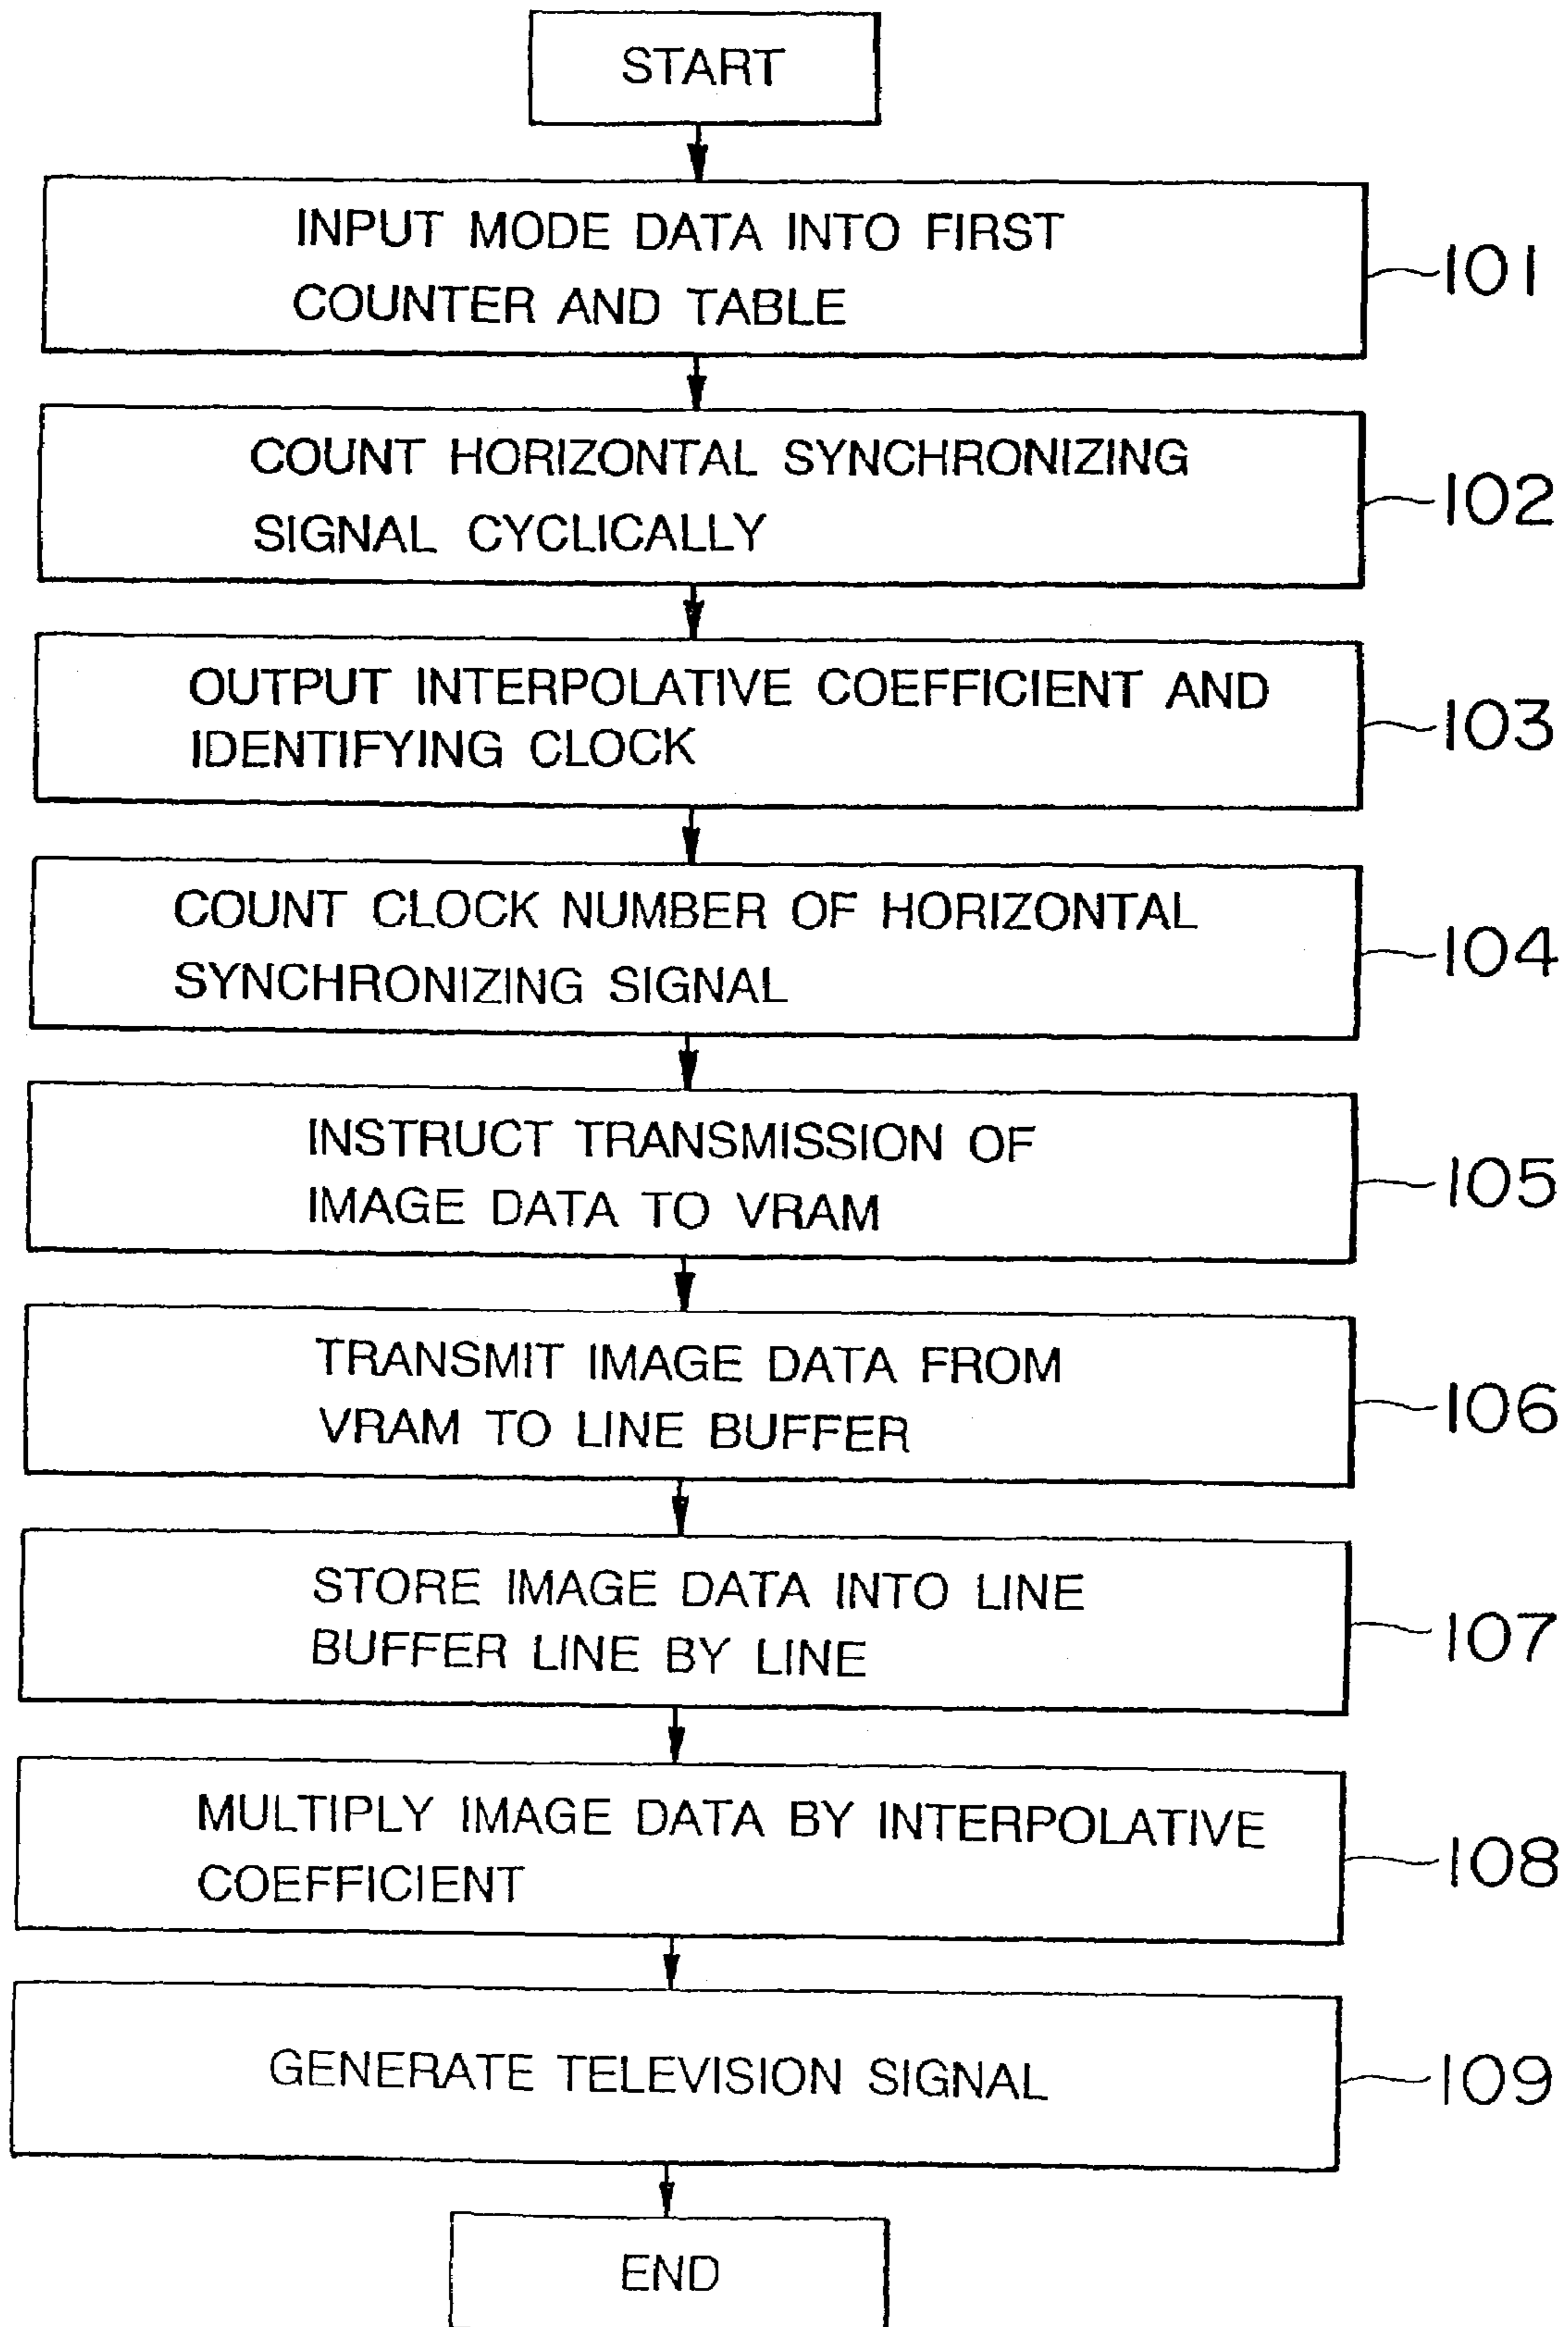 START
INPUT MODE DATA INTO FIRST
COUNTER AND TABLE
101
COUNT HORIZONTAL SYNCHRONIZING
SIGNAL CYCLICALLY
102
OUTPUT INTERPOLATIVE COEFFICIENT AND
IDENTIFYING CLOCK
103
COUNT CLOCK NUMBER OF HORIZONTAL
SYNCHRONIZING SIGNAL
104
INSTRUCT TRANSMISSION OF
IMAGE DATA TO VRAM
105
TRANSMIT IMAGE DATA FROM
VRAM TO LINE BUFFER
106
STORE IMAGE DATA INTO LINE
BUFFER LINE BY LINE
107
MULTIPLY IMAGE DATA BY INTERPOLATIVE
COEFFICIENT
108
GENERATE TELEVISION SIGNAL
109
END